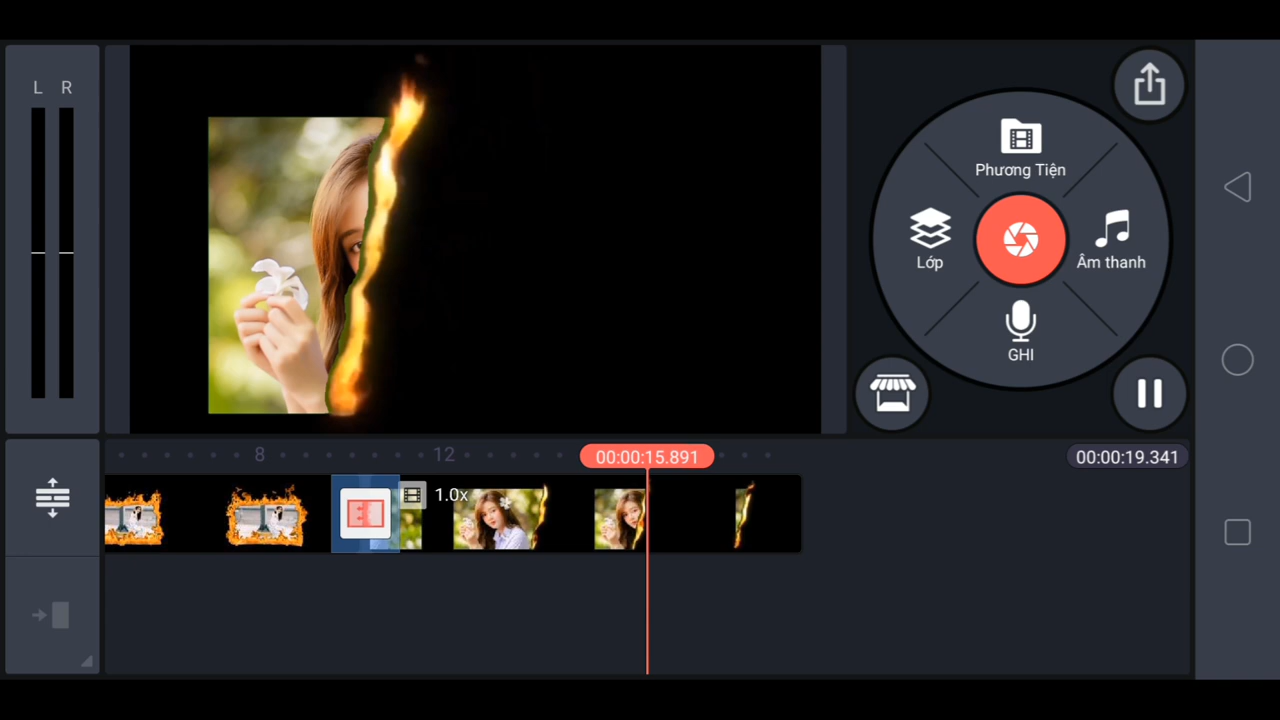 L R
Phương Tiện
Lớp
Âm thanh
GHI
8
12
00:00:15.891
00:00:19.341
1.0x